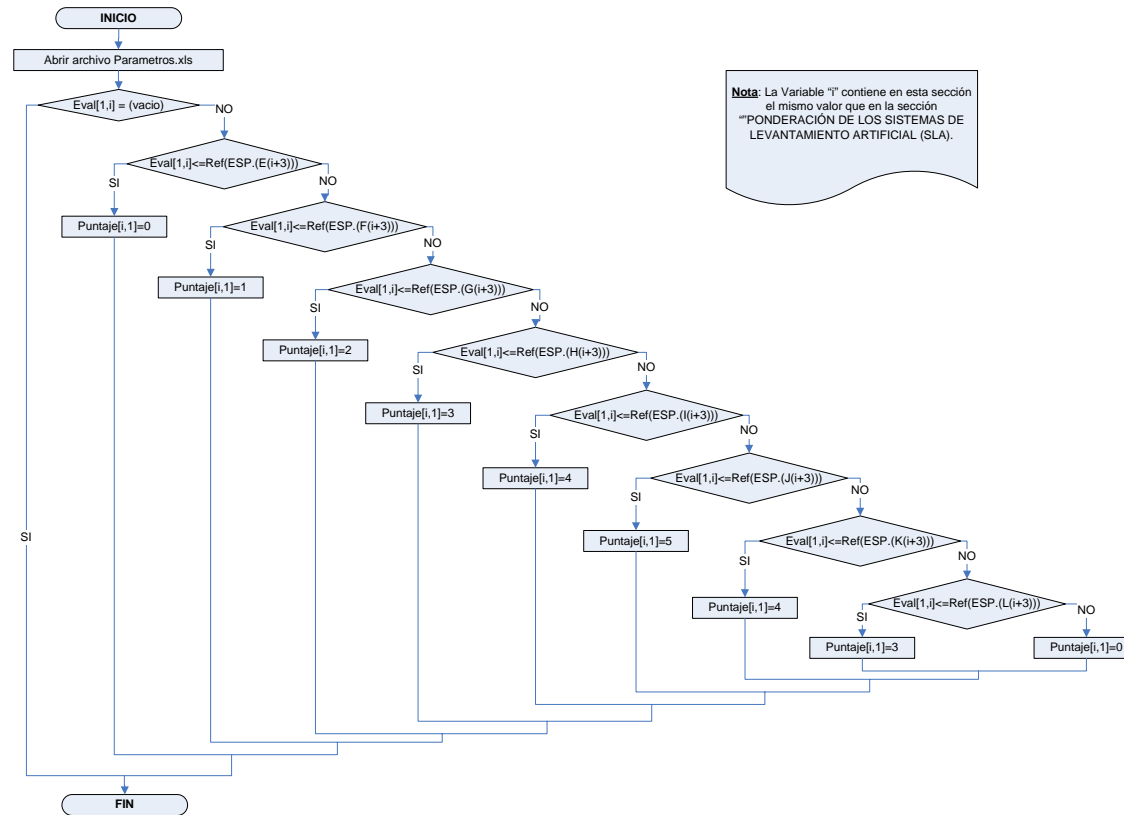 INICIO
Abrir archivo Parametros.xls
Eval[1,i] = (vacio)
NO
Nota: La Variable "i" contiene en esta sección
el mismo valor que en la sección
""PONDERACIÓN DE LOS SISTEMAS DE
LEVANTAMIENTO ARTIFICIAL (SLA).
Eval[1,i]<=Ref(ESP.(E(i+3)))
SI
NO
Puntaje[i,1]=0
Eval[1,i]<=Ref(ESP.(F(i+3)))
SI
NO
Puntaje[i,1]=1
Eval[1,i]<=Ref(ESP.(G(i+3)))
SI
NO
Puntaje[i,1]=2
Eval[1,i]<=Ref(ESP.(H(i+3)))
SI
NO
Puntaje[i,1]=3
Eval[1,i]<=Ref(ESP.(I(i+3)))
SI
NO
Puntaje[i,1]=4
Eval[1,i]<=Ref(ESP.(J(i+3)))
SI
NO
Puntaje[i,1]=5
Eval[1,i]<=Ref(ESP.(K(i+3)))
SI
SI
NO
Puntaje[i,1]=4
Eval[1,i]<=Ref(ESP.(L(i+3)))
SI
NO
Puntaje[i,1]=3
Puntaje[i,1]=0
FIN